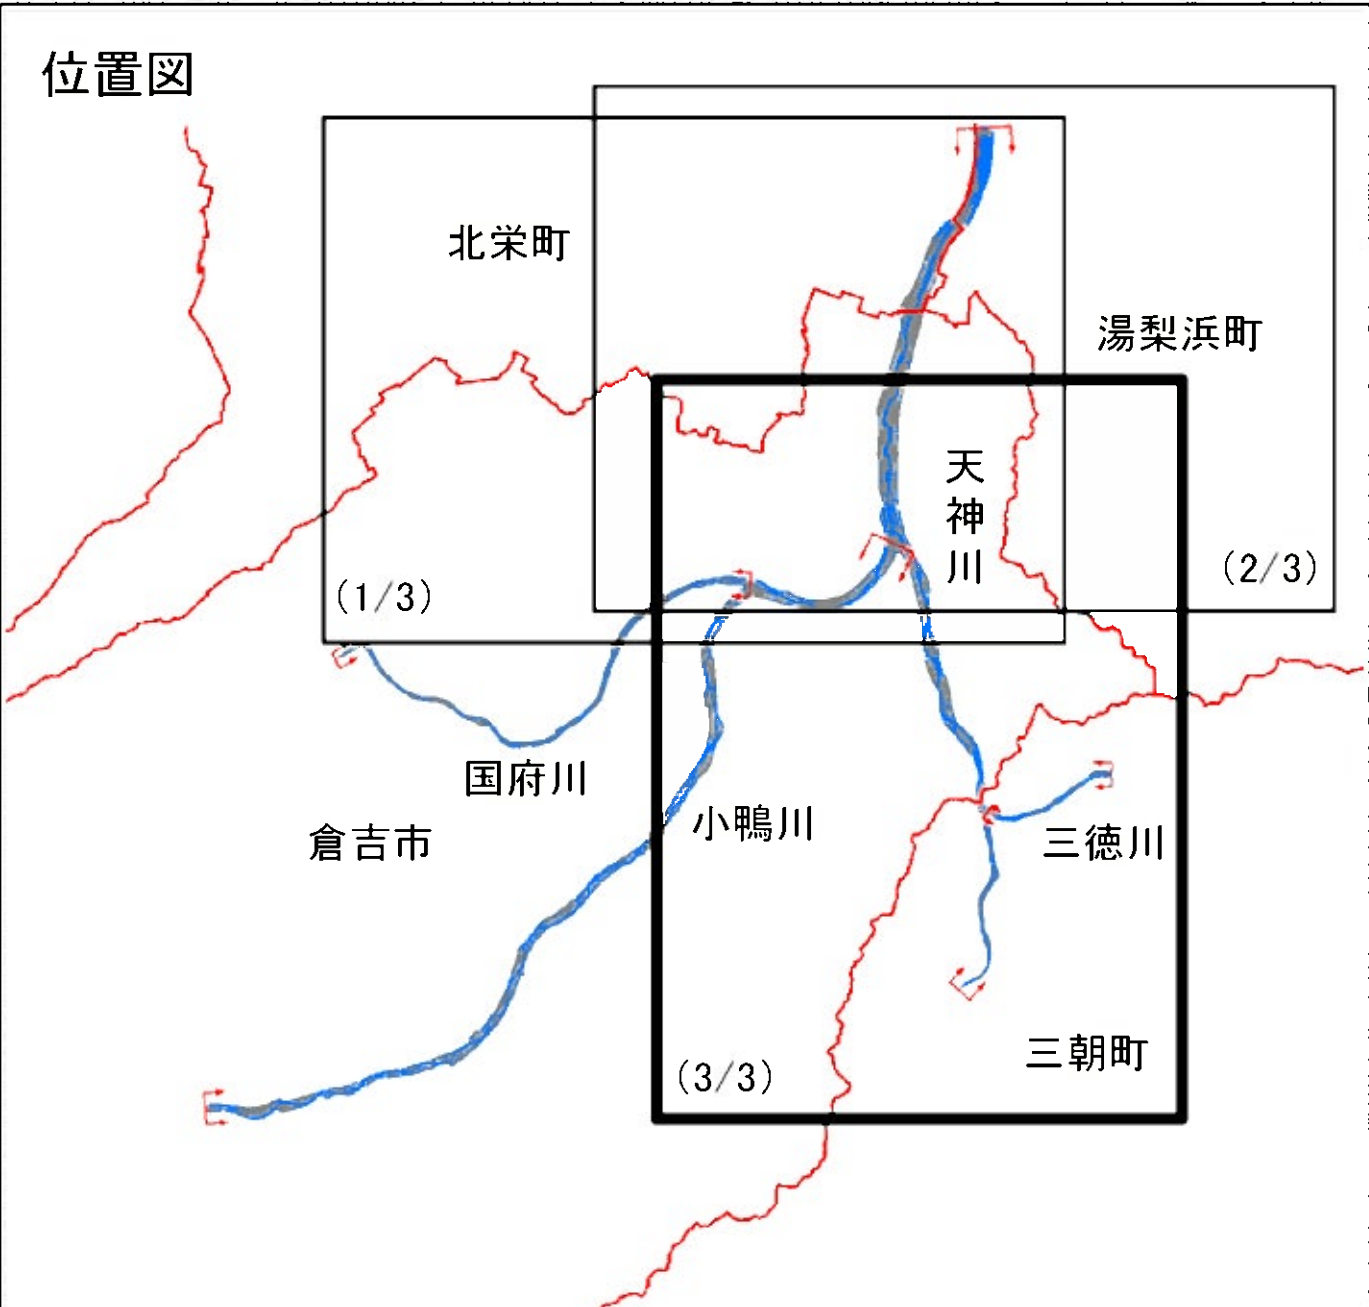 位置図
北栄町
湯梨浜町
天神川
(1/3)
(2/3)
国府川
小鴨川
倉吉市
三徳川
三朝町
(3/3)